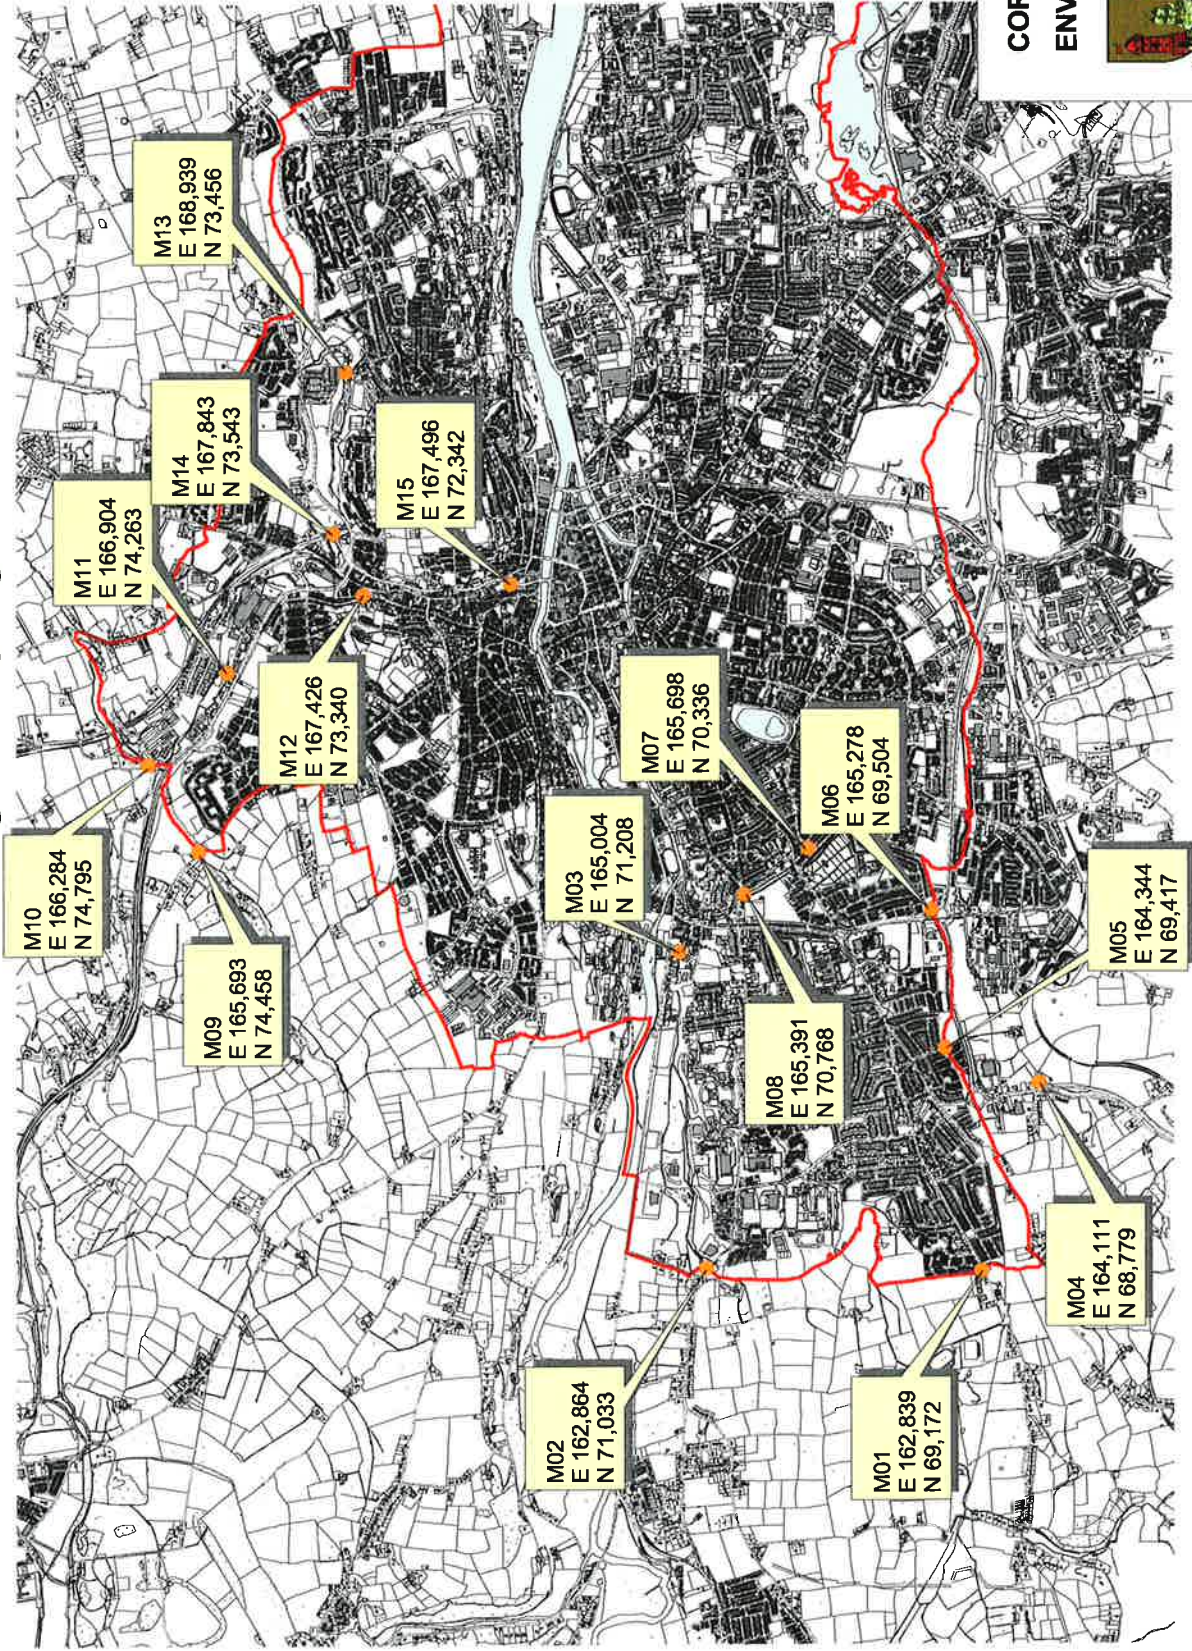 M10
E 166,284
N 74,795
M11
E 166,904
N 74,263
M14
E 167,843
N 73,543
M13
E 168,939
N 73,456
M09
E 165,693
N 74,458
M12
E 167,426
N 73,340
M15
E 167,496
N 72,342
M02
E 162,864
N 71,033
M03
E 165,004
N 71,208
M07
E 165,698
N 70,336
M08
E 165,391
N 70,768
M06
E 165,278
N 69,504
M01
E 162,839
N 69,172
M04
E 164,111
N 68,779
M05
E 164,344
N 69,417
COR
ENV